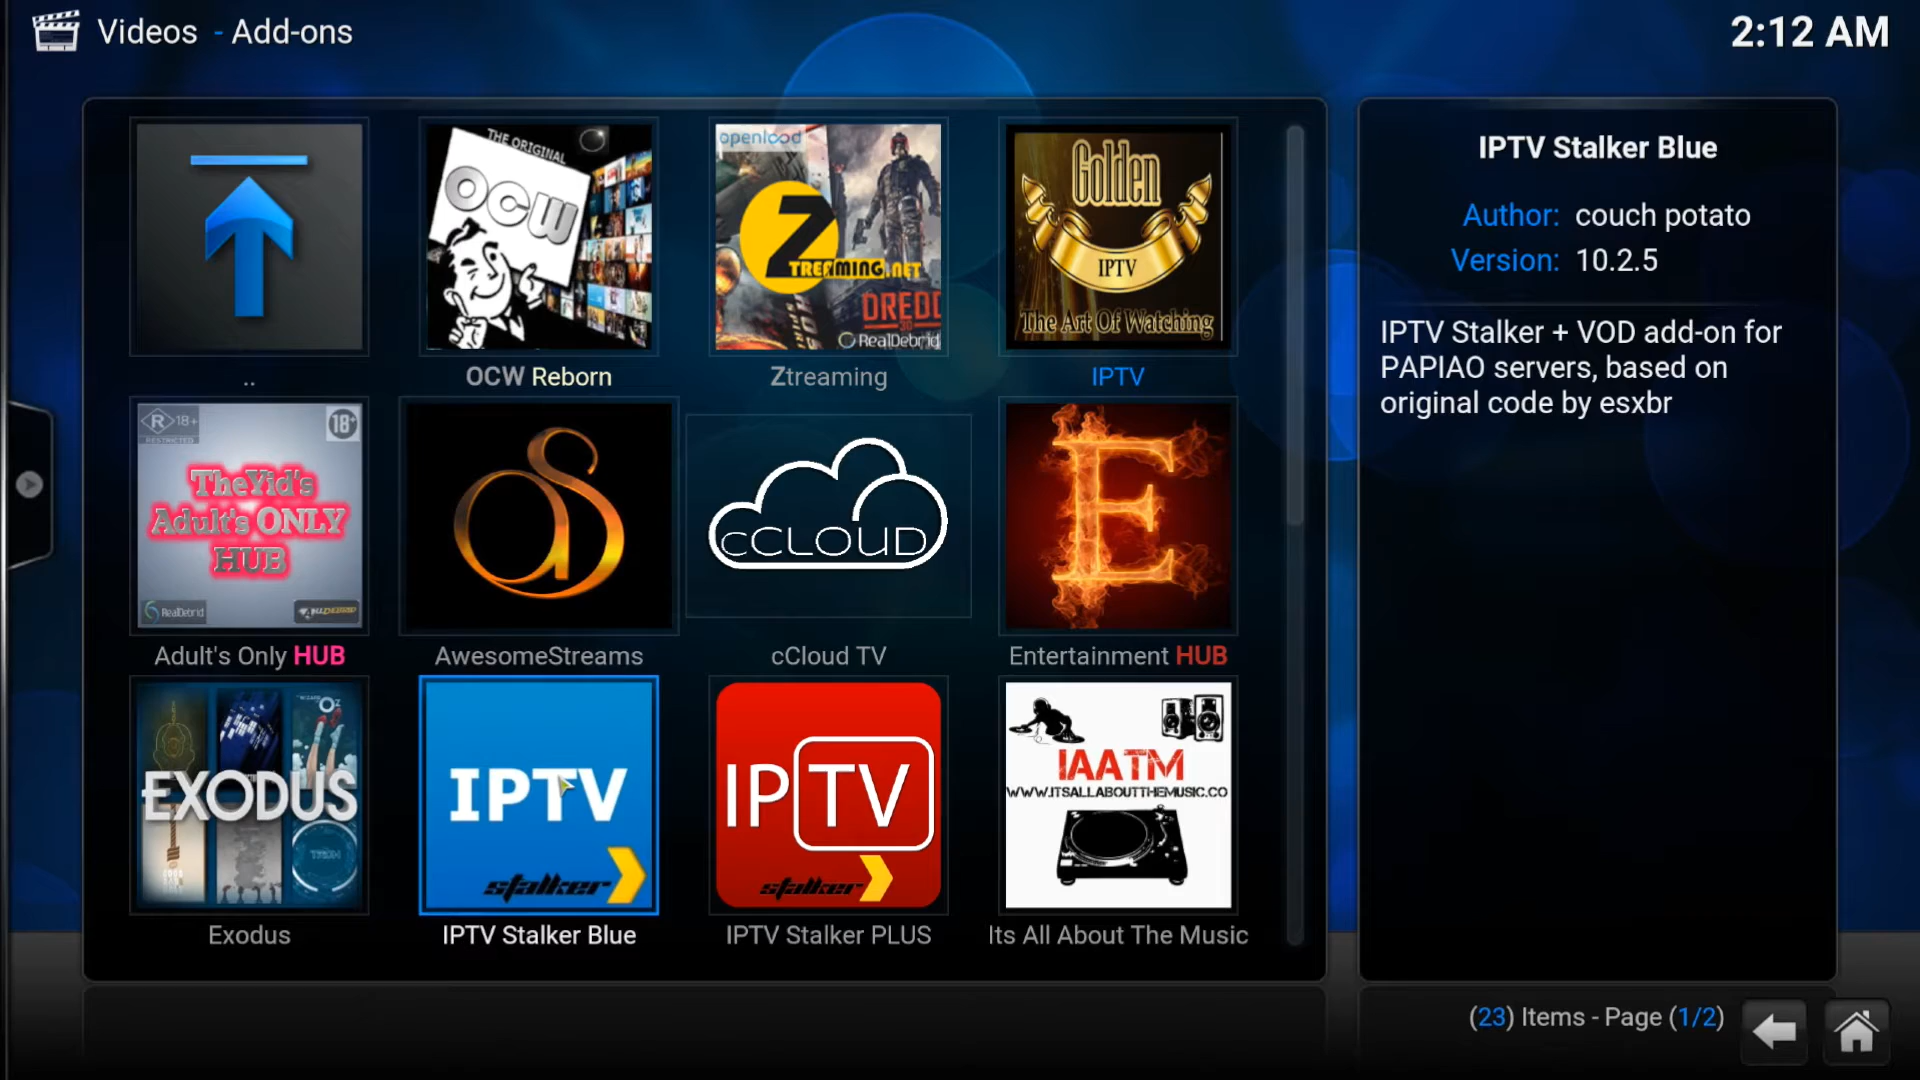 Videos - Add-ons
2:12 AM
THE ORIGINAL
OCW
openload
ZTREAMING.NET
DREDD
RealDebrid
Golden
IPTV
The Art Of Watching
..
OCW Reborn
Ztreaming
IPTV
R 18+
RESTRICTED
18+
TheYid's
Adult's ONLY
HUB
RealDebrid
ALLDEBRID
CCLOUD
E
Adult's Only HUB
AwesomeStreams
cCloud TV
Entertainment HUB
OZ
EXODUS
TRON
IPTV
stalker
IPTV
stalker
IAATM
WWW.ITSALLABOUTTHEMUSIC.CO
Exodus
IPTV Stalker Blue
IPTV Stalker PLUS
Its All About The Music
IPTV Stalker Blue
Author: couch potato
Version: 10.2.5
IPTV Stalker + VOD add-on for
PAPIAO servers, based on
original code by esxbr
(23) Items - Page (1/2)